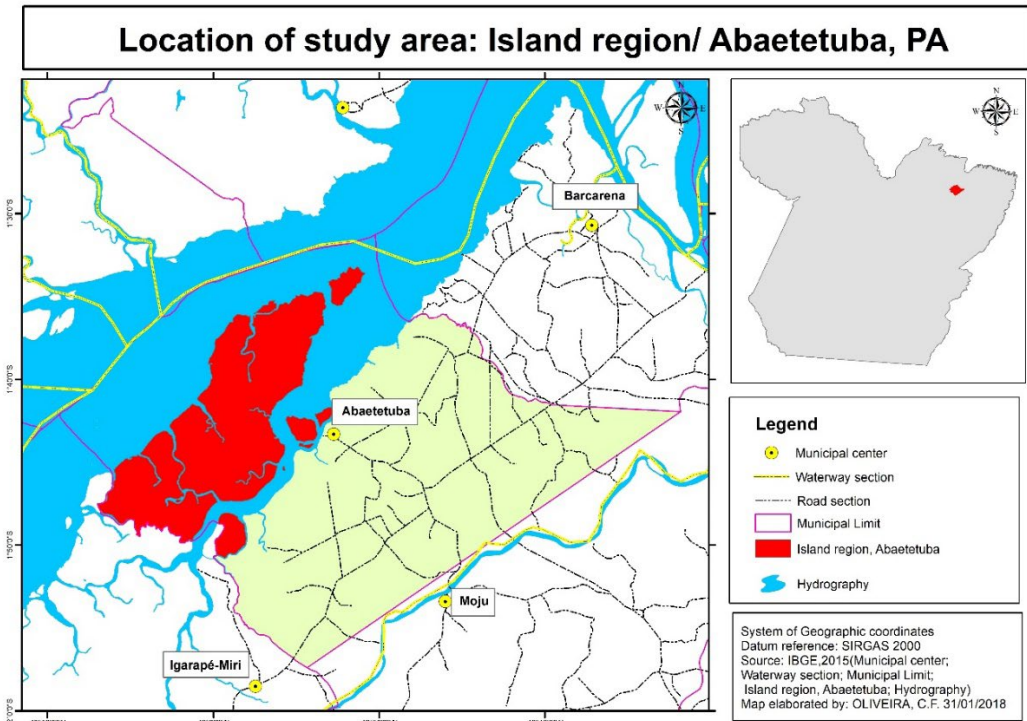 Location of study area: Island region/ Abaetetuba, PA
N
W
E
S
Barcarena
Abaetetuba
Moju
Igarapé-Miri
1°30'0"S
1°40'0"S
1°50'0"S
N
W
E
S
Legend
Municipal center
Waterway section
Road section
Municipal Limit
Island region, Abaetetuba
Hydrography
System of Geographic coordinates
Datum reference: SIRGAS 2000
Source: IBGE,2015(Municipal center;
Waterway section; Municipal Limit;
Island region, Abaetetuba; Hydrography)
Map elaborated by: OLIVEIRA, C.F. 31/01/2018